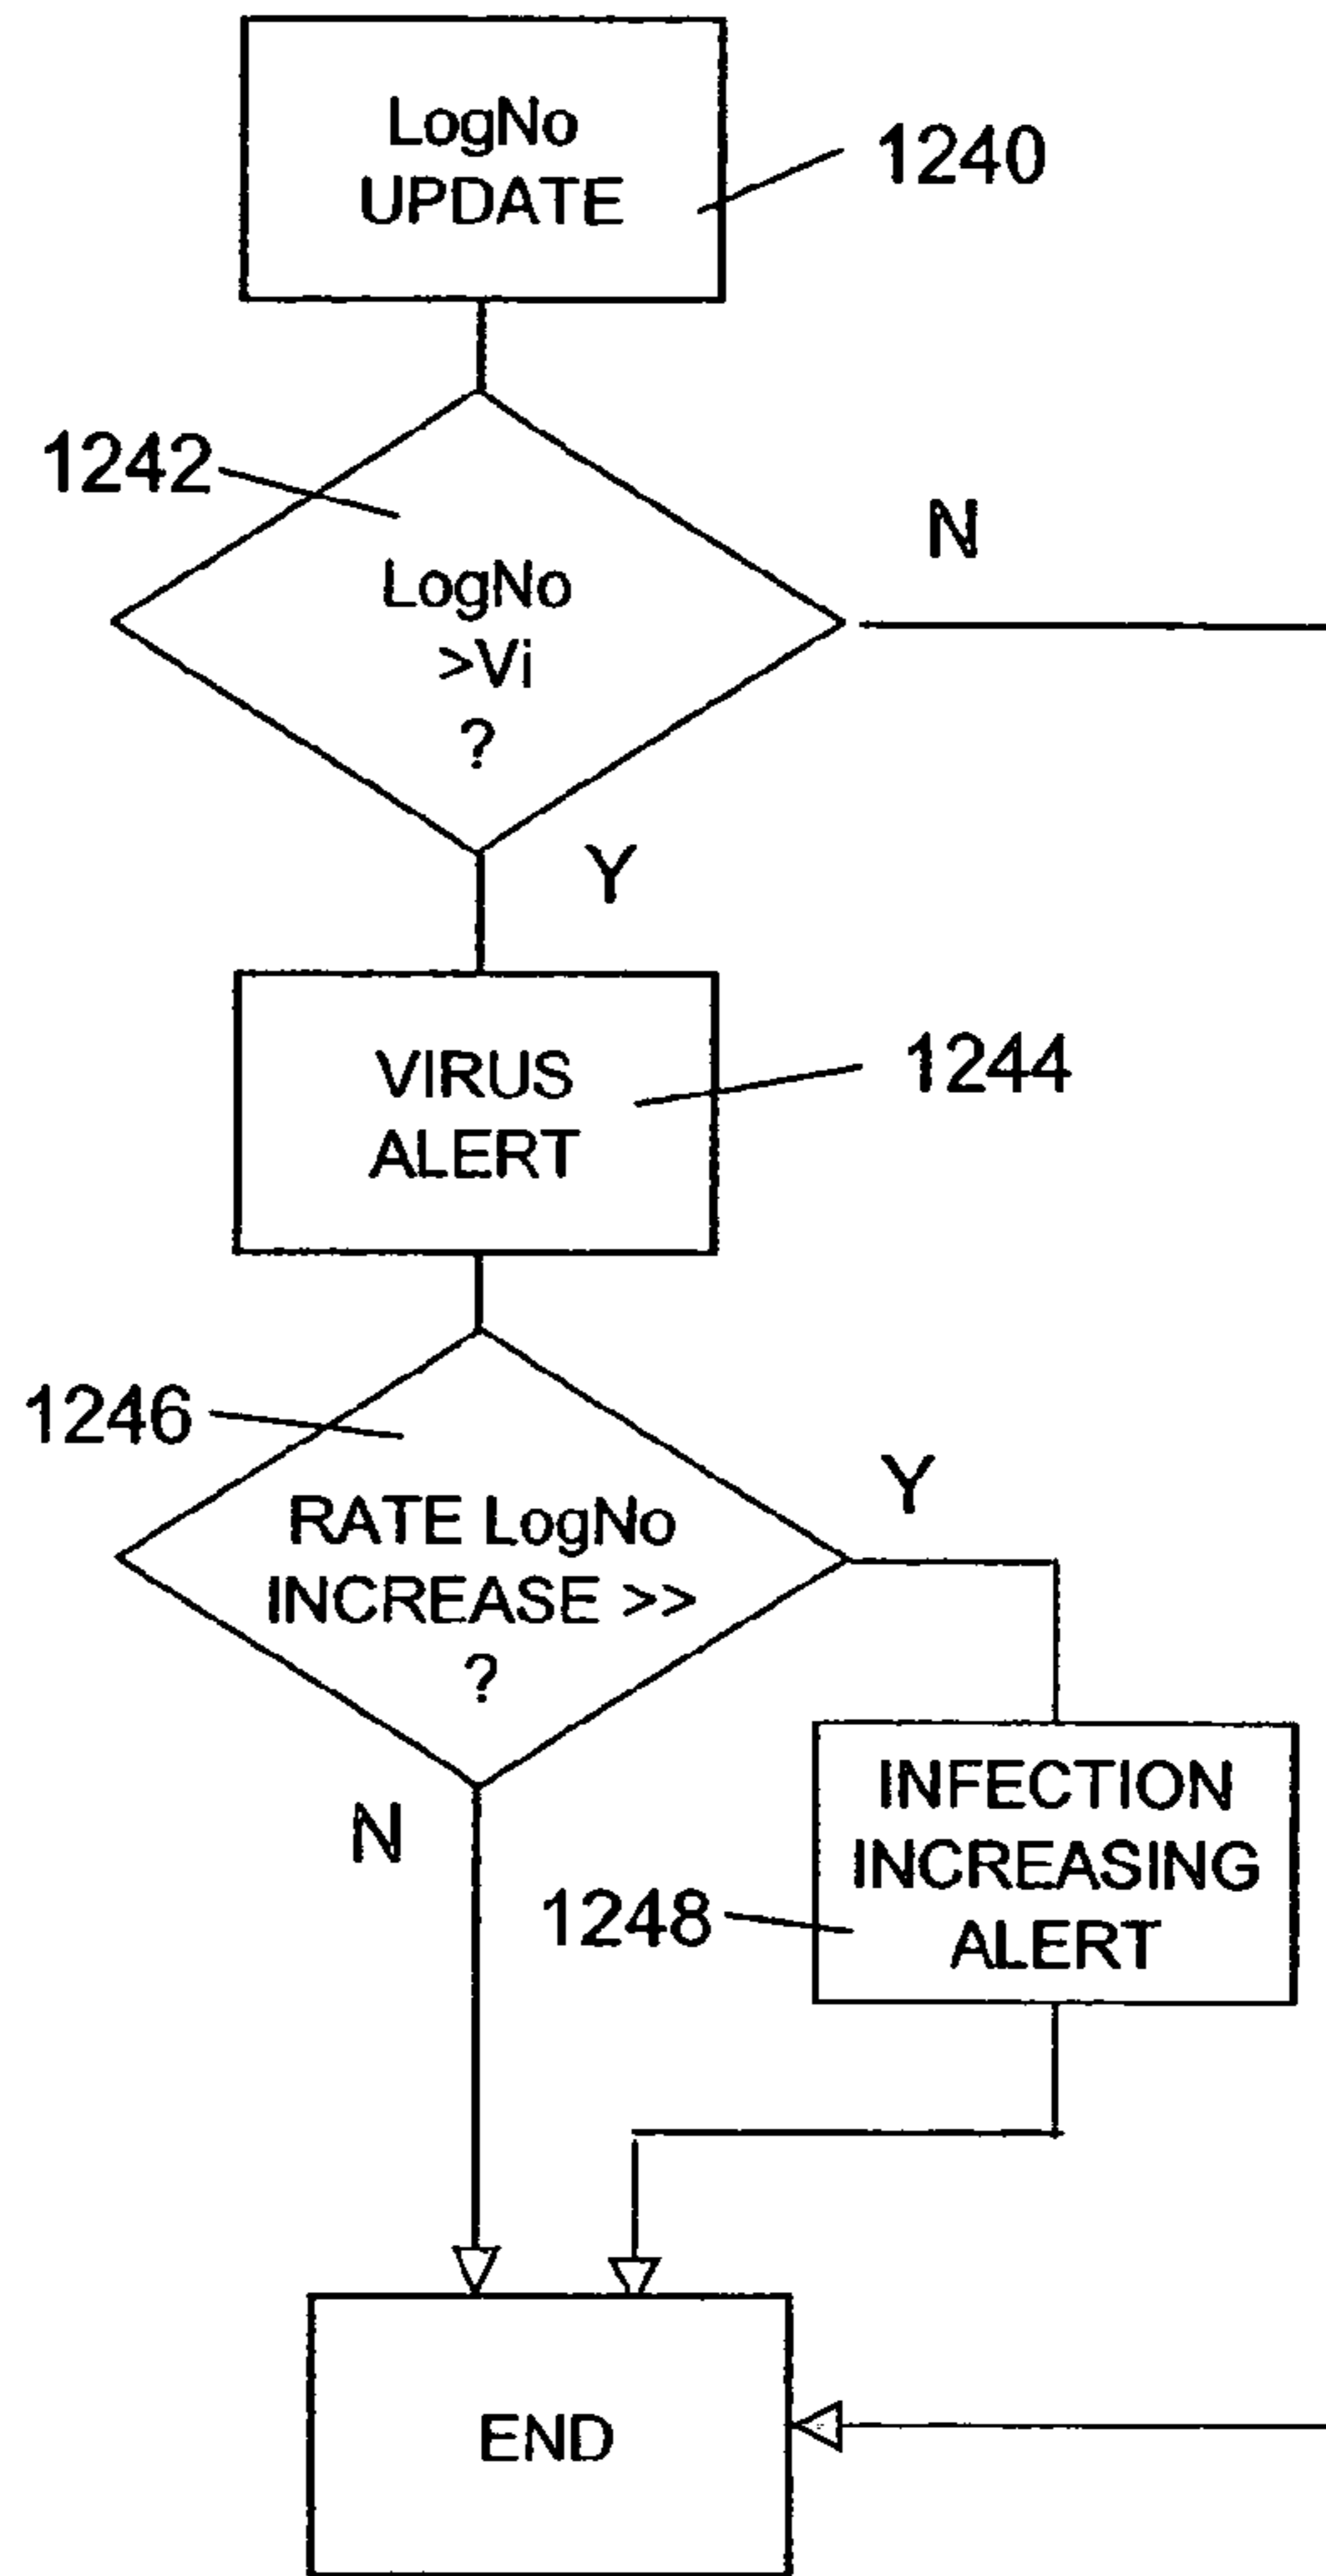 LogNo
UPDATE
1240
1242
LogNo
>Vi
?
N
Y
VIRUS
ALERT
1244
1246
RATE LogNo
INCREASE >>
?
Y
N
INFECTION
INCREASING
ALERT
1248
END